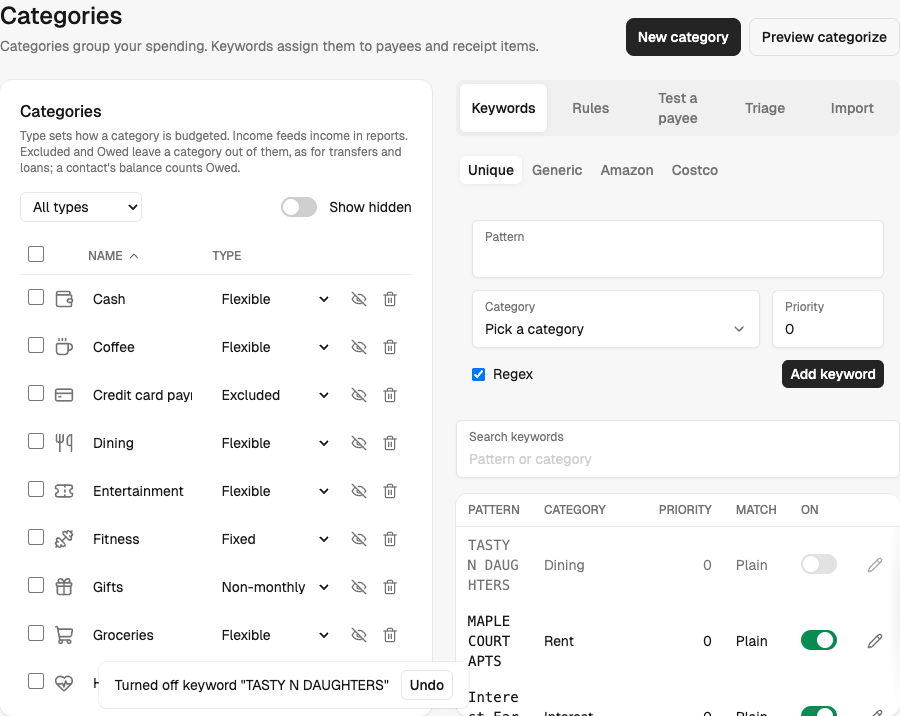 Categories
Categories group your spending. Keywords assign them to payees and receipt items.
New category
Preview categorize
Categories
Type sets how a category is budgeted. Income feeds income in reports.
Excluded and Owed leave a category out of them, as for transfers and
loans; a contact's balance counts Owed.
All types
Show hidden
NAME TYPE
Cash Flexible
Coffee Flexible
Credit card Excluded
Dining Flexible
Entertainment Flexible
Fitness Fixed
Gifts Non-monthly
Groceries Flexible
Keywords Rules Test a payee Triage Import
Unique Generic Amazon Costco
Pattern
Category
Pick a category
Priority
0
Regex
Add keyword
Search keywords
Pattern or category
PATTERN CATEGORY PRIORITY MATCH ON
TASTY
N DAUG
HTERS
Dining 0 Plain
MAPLE
COURT
APTS
Rent 0 Plain
Intere
Interest 0 Plain
Turned off keyword "TASTY N DAUGHTERS"
Undo